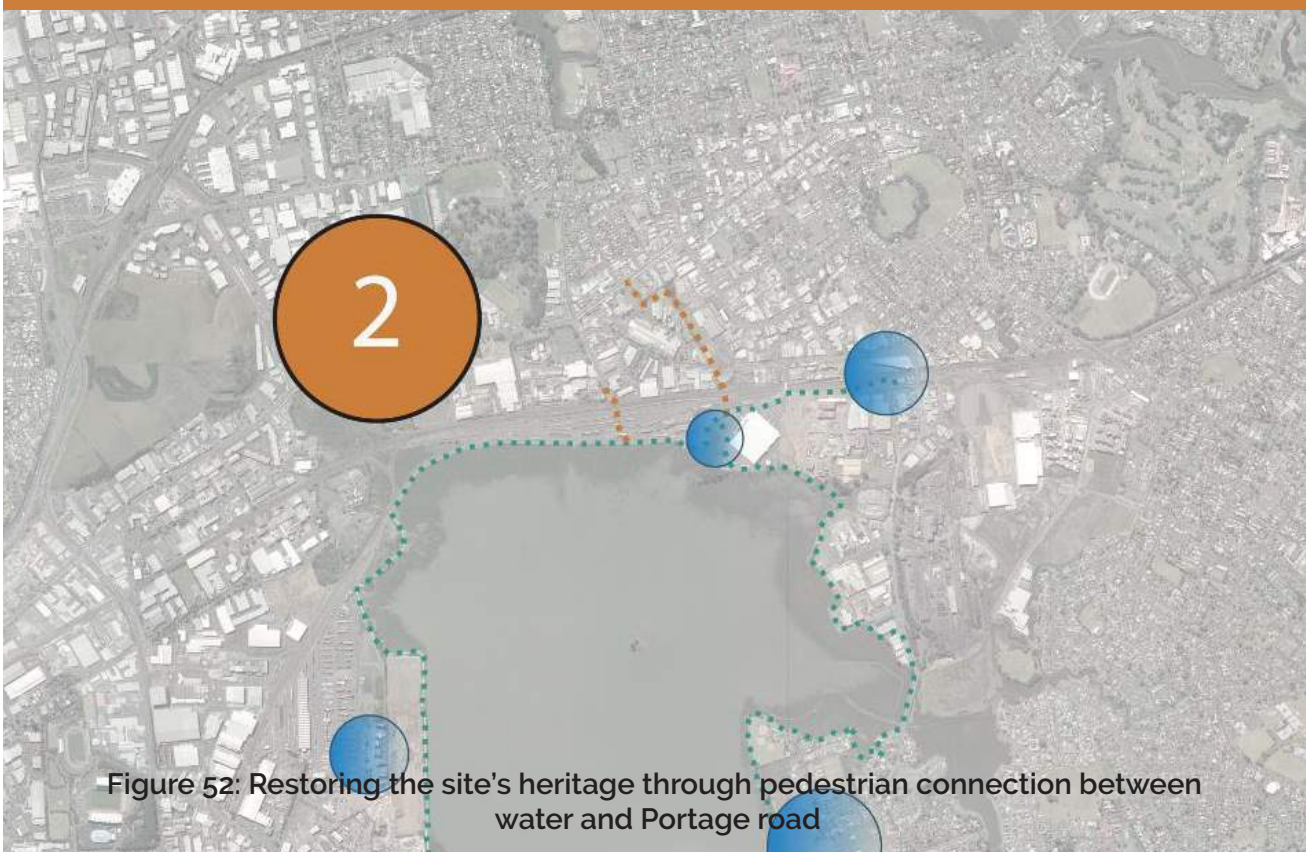 2
Figure 52: Restoring the site's heritage through pedestrian connection between
water and Portage road